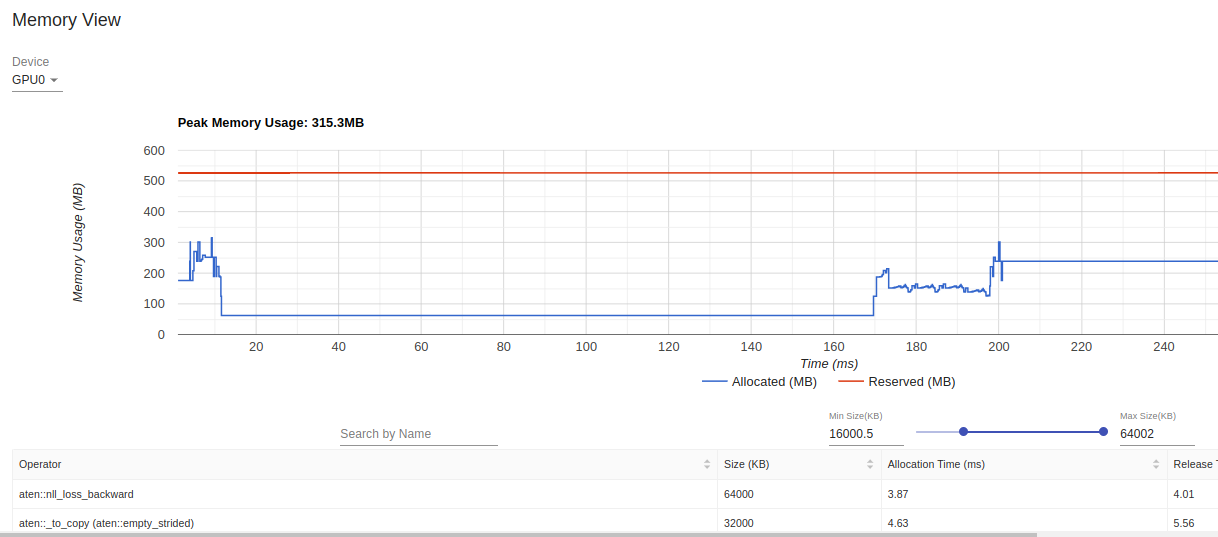 Memory View
Device
GPU0
Peak Memory Usage: 315.3MB
Memory Usage (MB)
600
500
400
300
200
100
0
20 40 60 80 100 120 140 160 180 200 220 240
Time (ms)
Allocated (MB) Reserved (MB)
Min Size(KB) Max Size(KB)
Search by Name 16000.5 64002
Operator Size (KB) Allocation Time (ms) Release T
aten::nll_loss_backward 64000 3.87 4.01
aten::_to_copy (aten::empty_strided) 32000 4.63 5.56